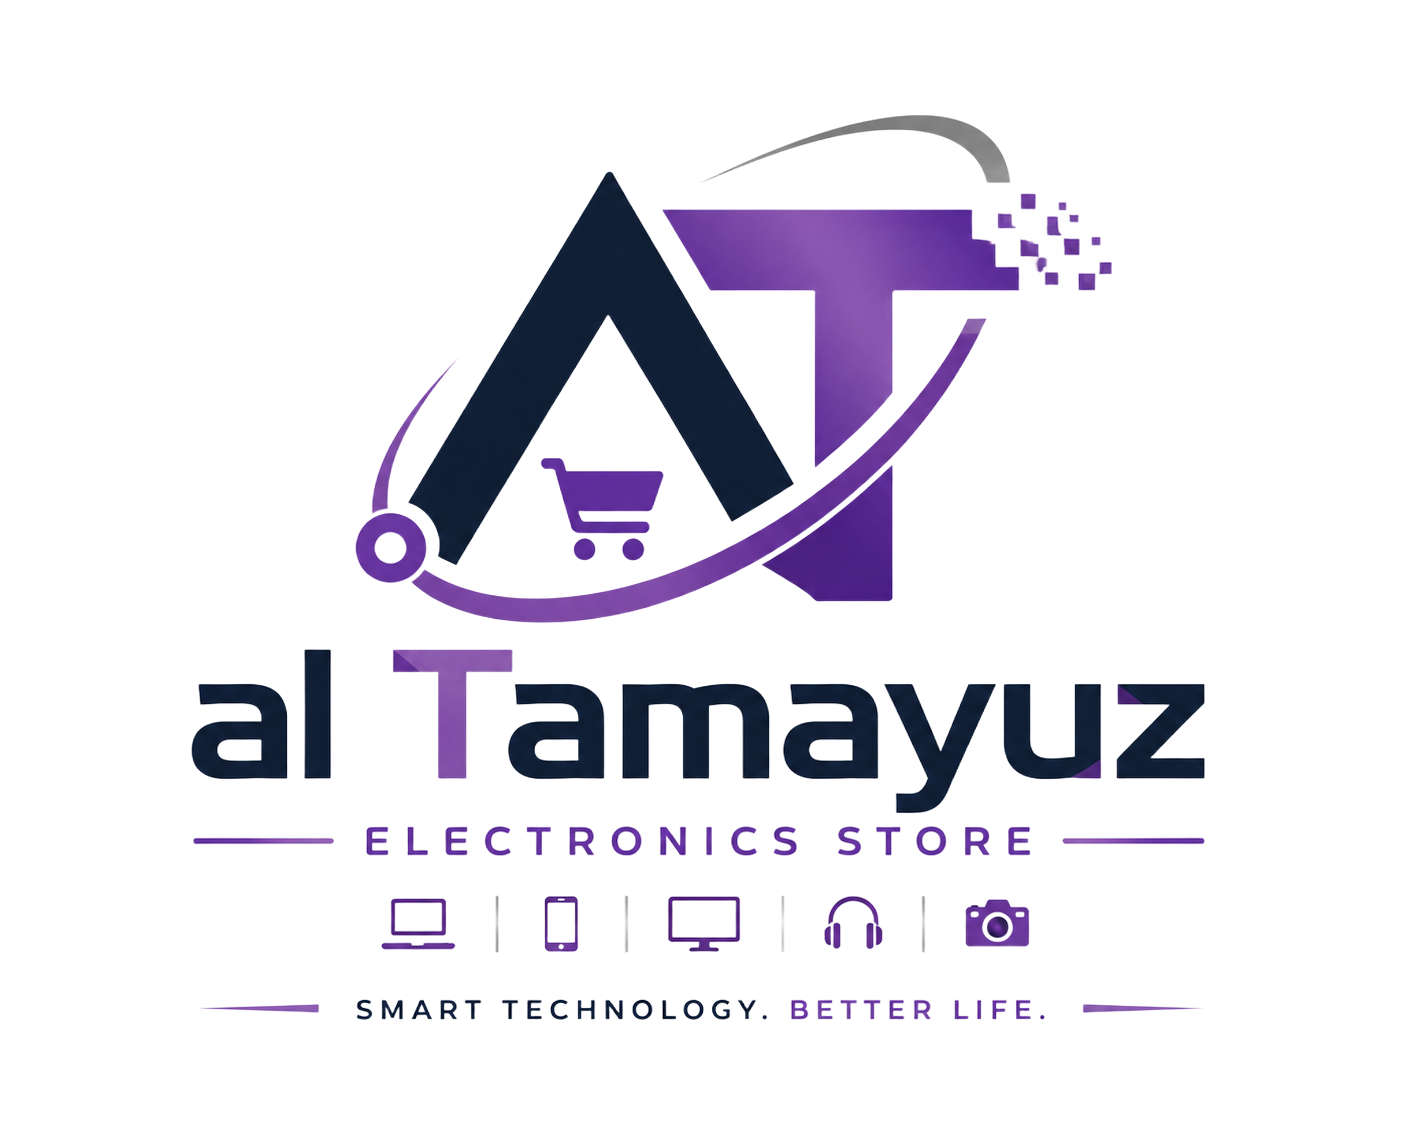 AT
al Tamayuz
ELECTRONICS STORE
SMART TECHNOLOGY. BETTER LIFE.